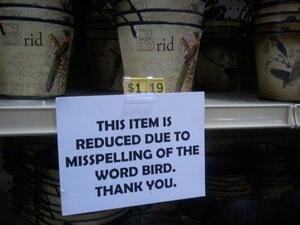 Brid
Brid
$1.19
THIS ITEM IS
REDUCED DUE TO
MISSPELLING OF THE
WORD BIRD.
THANK YOU.